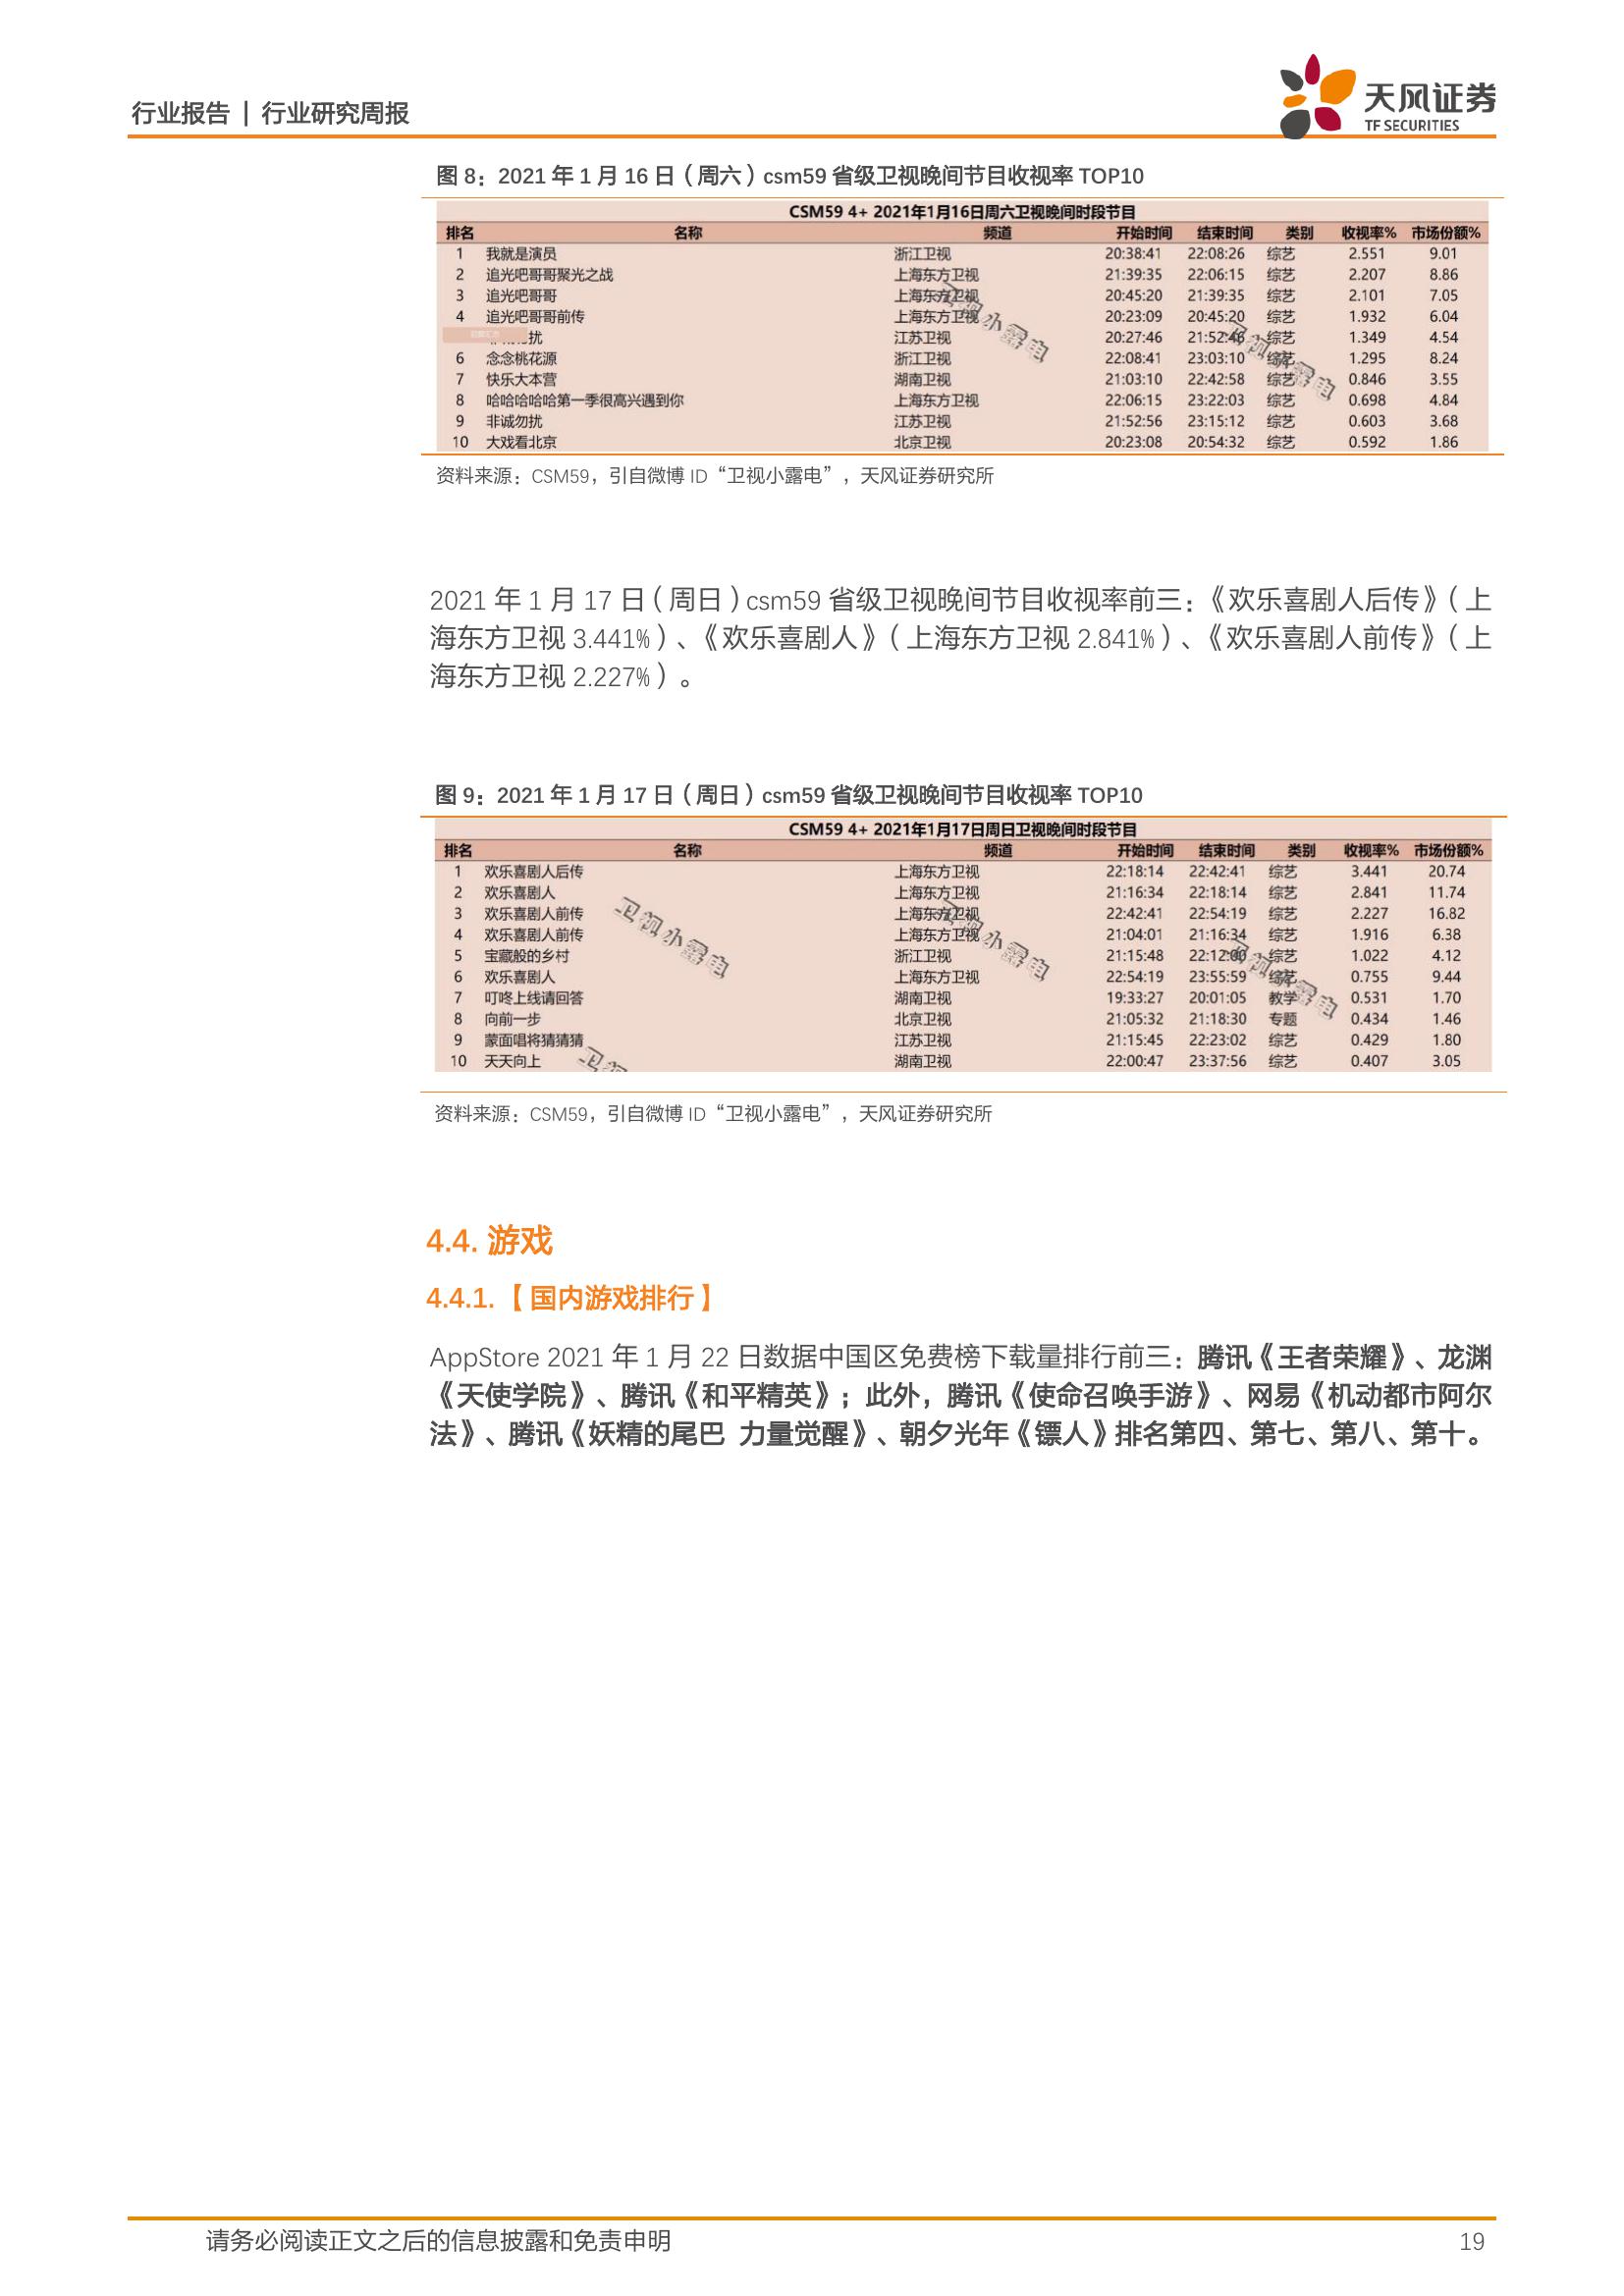 行业报告 | 行业研究周报
天风证券
TF SECURITIES
图 8：2021 年 1 月 16 日（周六）csm59 省级卫视晚间节目收视率 TOP10
CSM59 4+ 2021年1月16日周六卫视晚间时段节目
排名 名称 频道 开始时间 结束时间 类别 收视率% 市场份额%
1 我就是演员 浙江卫视 20:38:41 22:08:26 综艺 2.551 9.01
2 追光吧哥哥聚光之战 上海东方卫视 21:39:35 22:06:15 综艺 2.207 8.86
3 追光吧哥哥 上海东方卫视 20:45:20 21:39:35 综艺 2.101 7.05
4 追光吧哥哥前传 上海东方卫视 20:23:09 20:45:20 综艺 1.932 6.04
扰 江苏卫视 20:27:46 21:52:46 综艺 1.349 4.54
6 念念桃花源 浙江卫视 22:08:41 23:03:10 综艺 1.295 8.24
7 快乐大本营 湖南卫视 21:03:10 22:42:58 综艺 0.846 3.55
8 哈哈哈哈哈第一季很高兴遇到你 上海东方卫视 22:06:15 23:22:03 综艺 0.698 4.84
9 非诚勿扰 江苏卫视 21:52:56 23:15:12 综艺 0.603 3.68
10 大戏看北京 北京卫视 20:23:08 20:54:32 综艺 0.592 1.86
卫视小露电
卫视小露电
资料来源：CSM59，引自微博 ID“卫视小露电”，天风证券研究所
2021 年 1 月 17 日（周日）csm59 省级卫视晚间节目收视率前三：《欢乐喜剧人后传》（上
海东方卫视 3.441%）、《欢乐喜剧人》（上海东方卫视 2.841%）、《欢乐喜剧人前传》（上
海东方卫视 2.227%）。
图 9：2021 年 1 月 17 日（周日）csm59 省级卫视晚间节目收视率 TOP10
CSM59 4+ 2021年1月17日周日卫视晚间时段节目
排名 名称 频道 开始时间 结束时间 类别 收视率% 市场份额%
1 欢乐喜剧人后传 上海东方卫视 22:18:14 22:42:41 综艺 3.441 20.74
2 欢乐喜剧人 上海东方卫视 21:16:34 22:18:14 综艺 2.841 11.74
3 欢乐喜剧人前传 上海东方卫视 22:42:41 22:54:19 综艺 2.227 16.82
4 欢乐喜剧人前传 上海东方卫视 21:04:01 21:16:34 综艺 1.916 6.38
5 宝藏般的乡村 浙江卫视 21:15:48 22:12:00 综艺 1.022 4.12
6 欢乐喜剧人 上海东方卫视 22:54:19 23:55:59 综艺 0.755 9.44
7 叮咚上线请回答 湖南卫视 19:33:27 20:01:05 教学 0.531 1.70
8 向前一步 北京卫视 21:05:32 21:18:30 专题 0.434 1.46
9 蒙面唱将猜猜猜 江苏卫视 21:15:45 22:23:02 综艺 0.429 1.80
10 天天向上 湖南卫视 22:00:47 23:37:56 综艺 0.407 3.05
卫视小露电
卫视小露电
卫视小露电
卫视
资料来源：CSM59，引自微博 ID“卫视小露电”，天风证券研究所
4.4. 游戏
4.4.1.【国内游戏排行】
AppStore 2021 年 1 月 22 日数据中国区免费榜下载量排行前三：腾讯《王者荣耀》、龙渊
《天使学院》、腾讯《和平精英》；此外，腾讯《使命召唤手游》、网易《机动都市阿尔
法》、腾讯《妖精的尾巴 力量觉醒》、朝夕光年《镖人》排名第四、第七、第八、第十。
请务必阅读正文之后的信息披露和免责申明
19